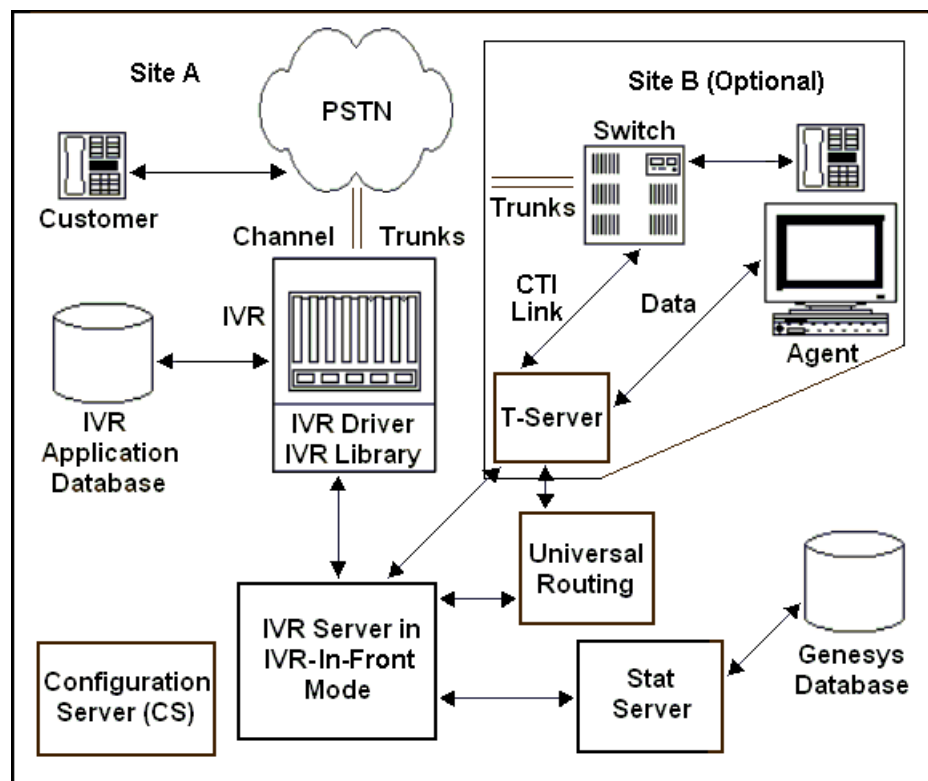 Site A
PSTN
Site B (Optional)
Switch
Customer
Trunks
Channel
Trunks
CTI
Link
Data
IVR
Agent
IVR
Application
Database
IVR Driver
IVR Library
T-Server
Universal
Routing
IVR Server in
IVR-In-Front
Mode
Configuration
Server (CS)
Stat
Server
Genesys
Database